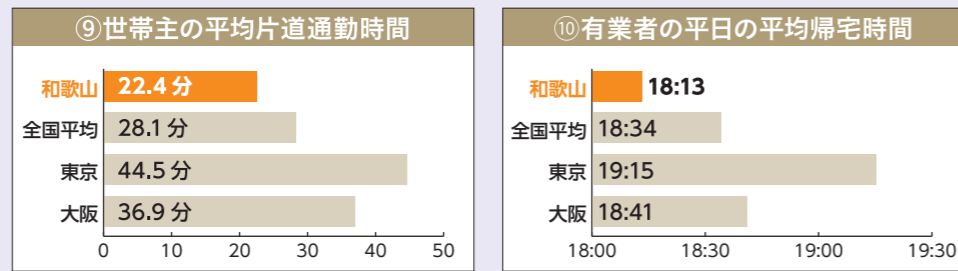 ⑨世帯主の平均片道通勤時間
和歌山 22.4分
全国平均 28.1分
東京 44.5分
大阪 36.9分
0 10 20 30 40 50
⑩有業者の平日の平均帰宅時間
和歌山 18:13
全国平均 18:34
東京 19:15
大阪 18:41
18:00 18:30 19:00 19:30